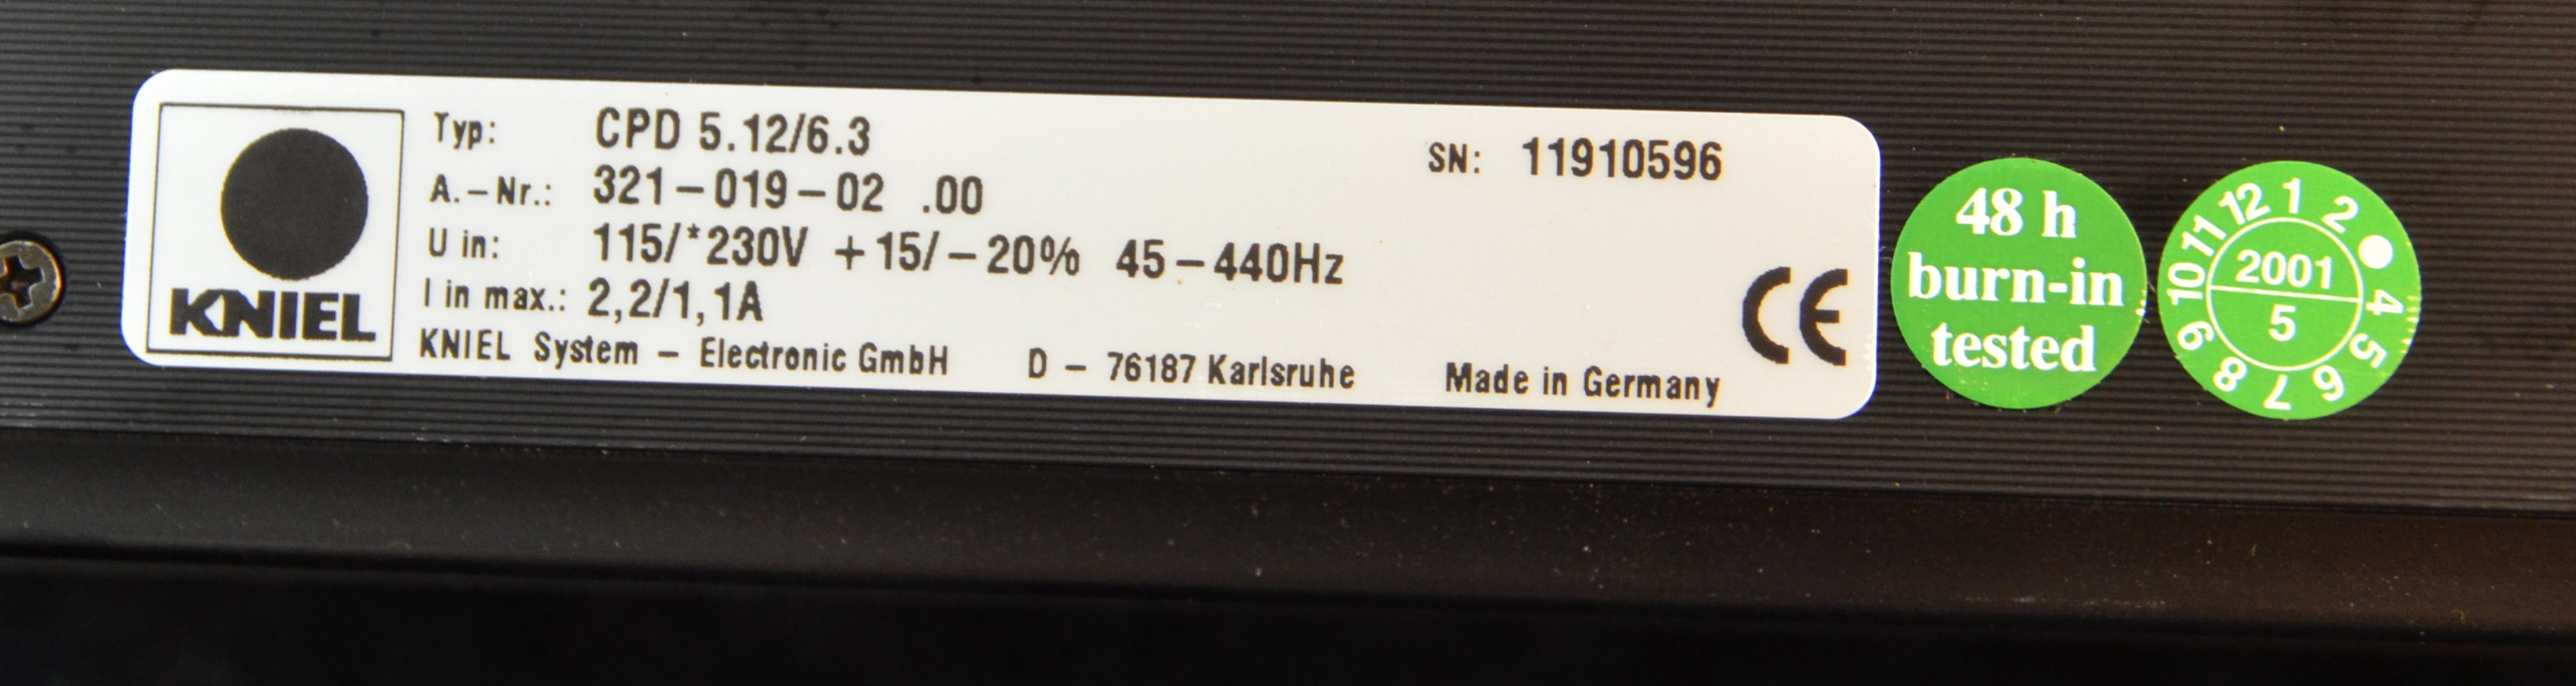 KNIEL
Typ: CPD 5.12/6.3
SN: 11910596
A.-Nr.: 321-019-02 .00
U in: 115/*230V +15/-20% 45-440Hz
I in max.: 2,2/1,1A
KNIEL System - Electronic GmbH D - 76187 Karlsruhe Made in Germany
CE
48 h
burn-in
tested
1 2 4 5 6 7 8 9 10 11 12
2001
5